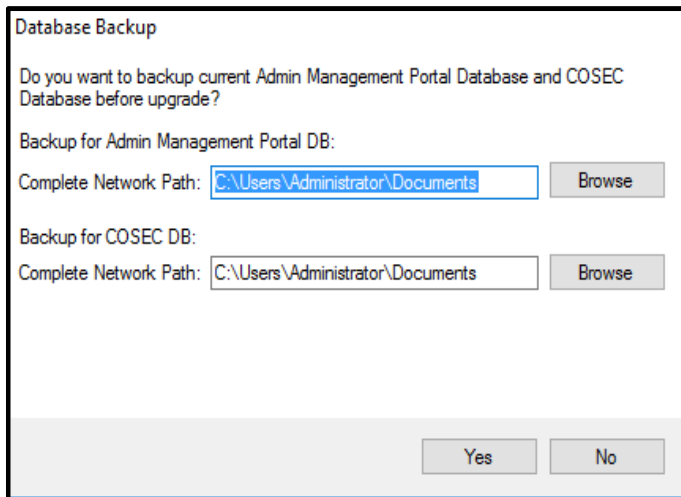 Database Backup
Do you want to backup current Admin Management Portal Database and COSEC
Database before upgrade?
Backup for Admin Management Portal DB:
Complete Network Path: C:\Users\Administrator\Documents Browse
Backup for COSEC DB:
Complete Network Path: C:\Users\Administrator\Documents Browse
Yes No